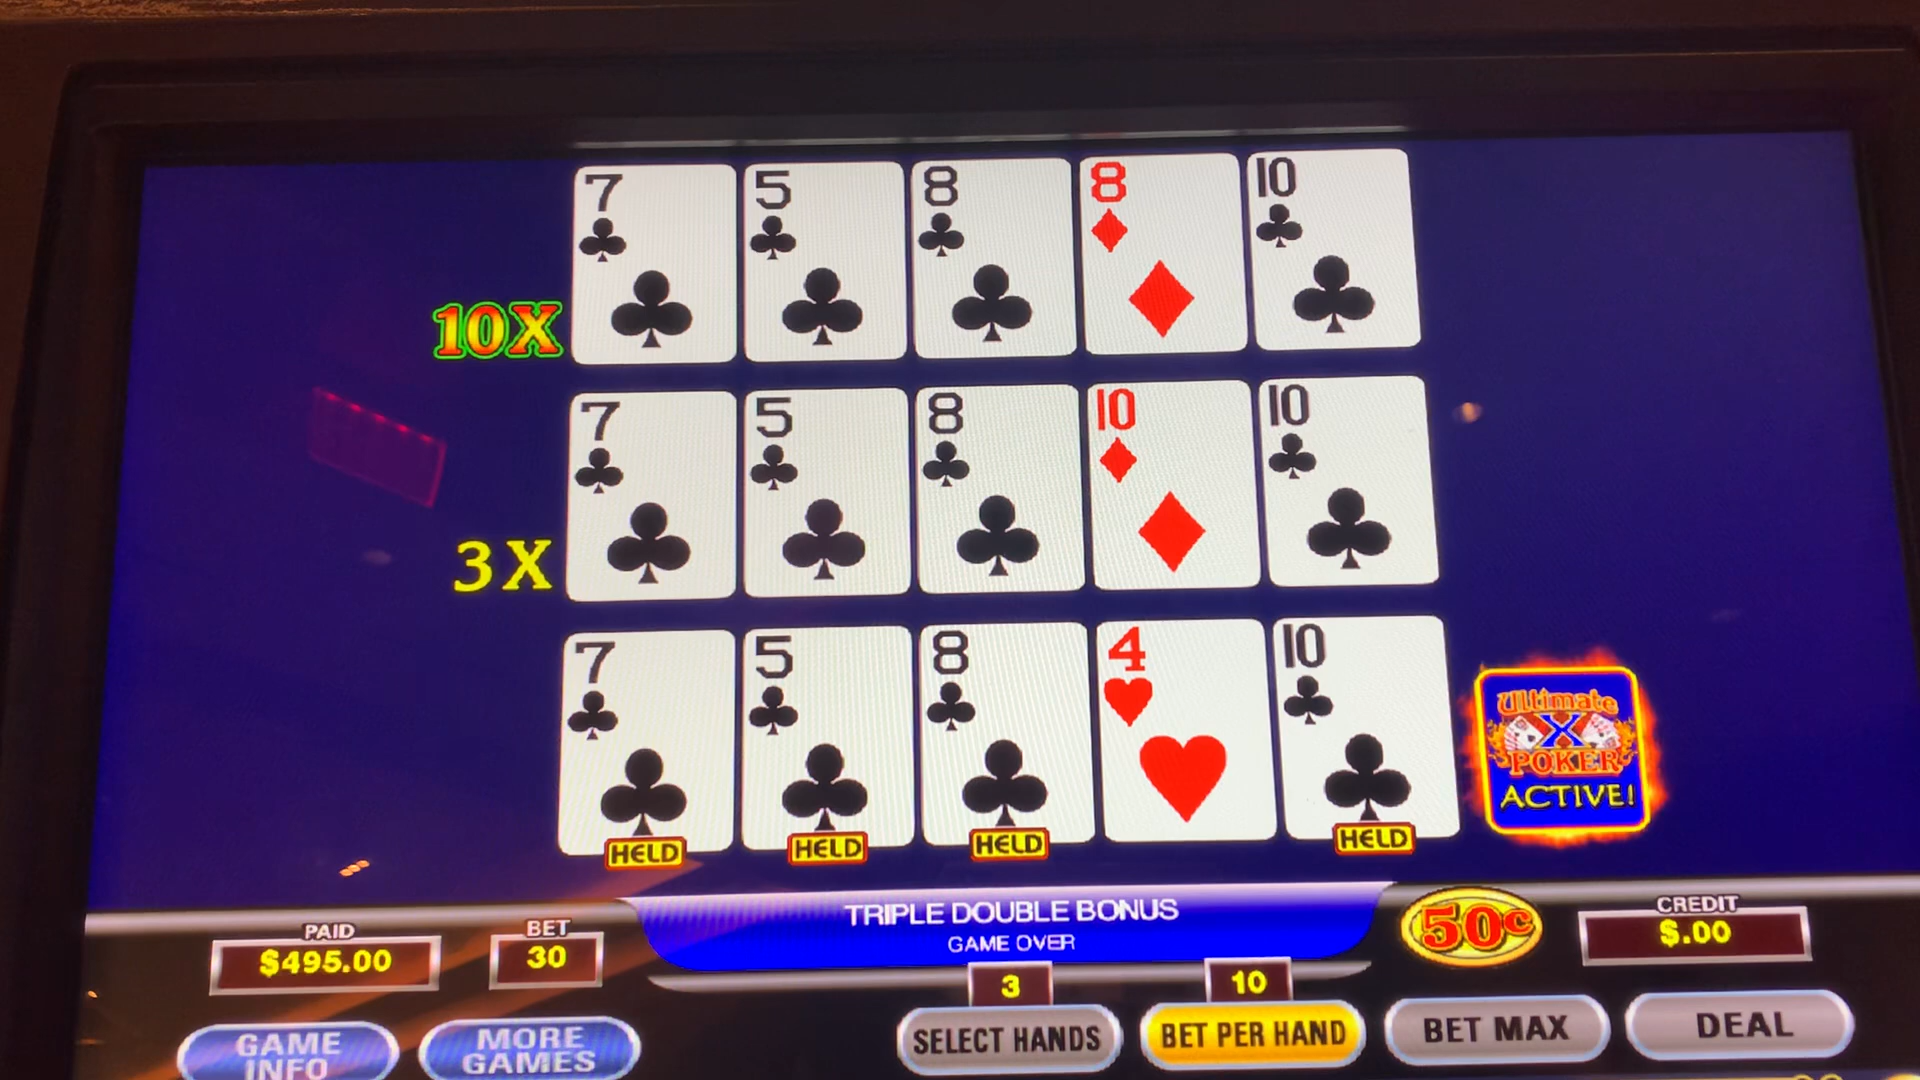 7 5 8 8 10
10X
7 5 8 10 10
3X
7 5 8 4 10
HELD HELD HELD HELD
Ultimate
X
POKER
ACTIVE!
TRIPLE DOUBLE BONUS
GAME OVER
PAID
$495.00
BET
30
50¢
CREDIT
$.00
3
10
GAME
INFO
MORE
GAMES
SELECT HANDS
BET PER HAND
BET MAX
DEAL